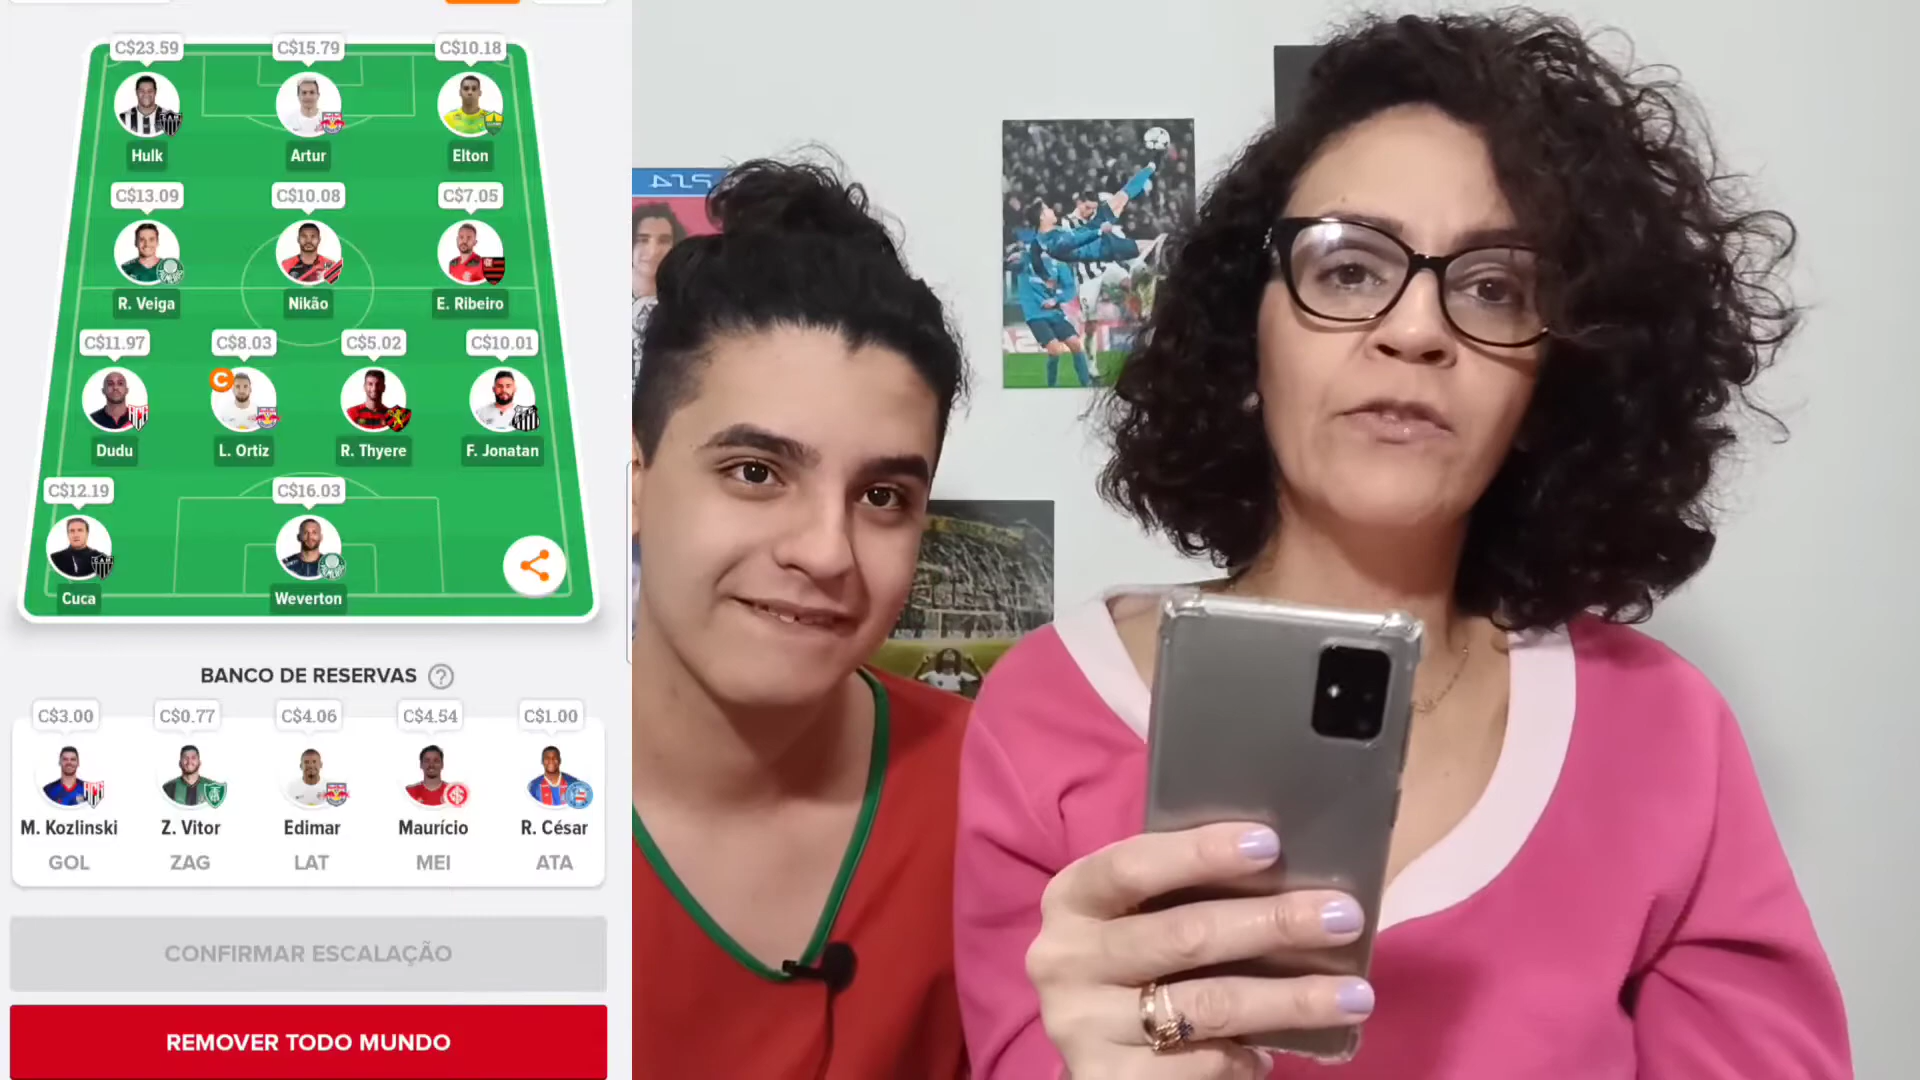 C$23.59 C$15.79 C$10.18
Hulk Artur Elton
C$13.09 C$10.08 C$7.05
R. Veiga Nikão E. Ribeiro
C$11.97 C$8.03 C$5.02 C$10.01
C
Dudu L. Ortiz R. Thyere F. Jonatan
C$12.19 C$16.03
Cuca Weverton
BANCO DE RESERVAS ?
C$3.00 C$0.77 C$4.06 C$4.54 C$1.00
M. Kozlinski Z. Vitor Edimar Maurício R. César
GOL ZAG LAT MEI ATA
CONFIRMAR ESCALAÇÃO
REMOVER TODO MUNDO
PS4